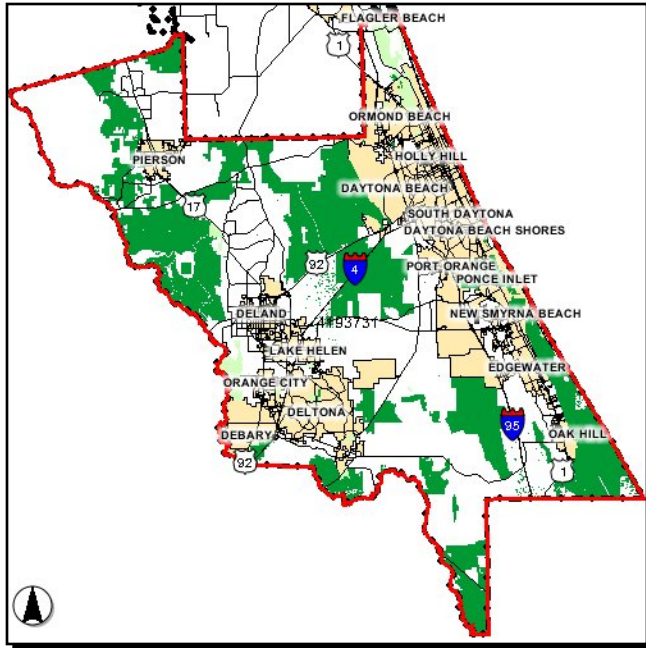 FLAGLER BEACH
1
ORMOND BEACH
HOLLY HILL
PIERSON
DAYTONA BEACH
17
SOUTH DAYTONA
DAYTONA BEACH SHORES
92
4
PORT ORANGE
PONCE INLET
DELAND
NEW SMYRNA BEACH
93731
LAKE HELEN
EDGEWATER
ORANGE CITY
DELTONA
95
DEBARY
OAK HILL
92
1